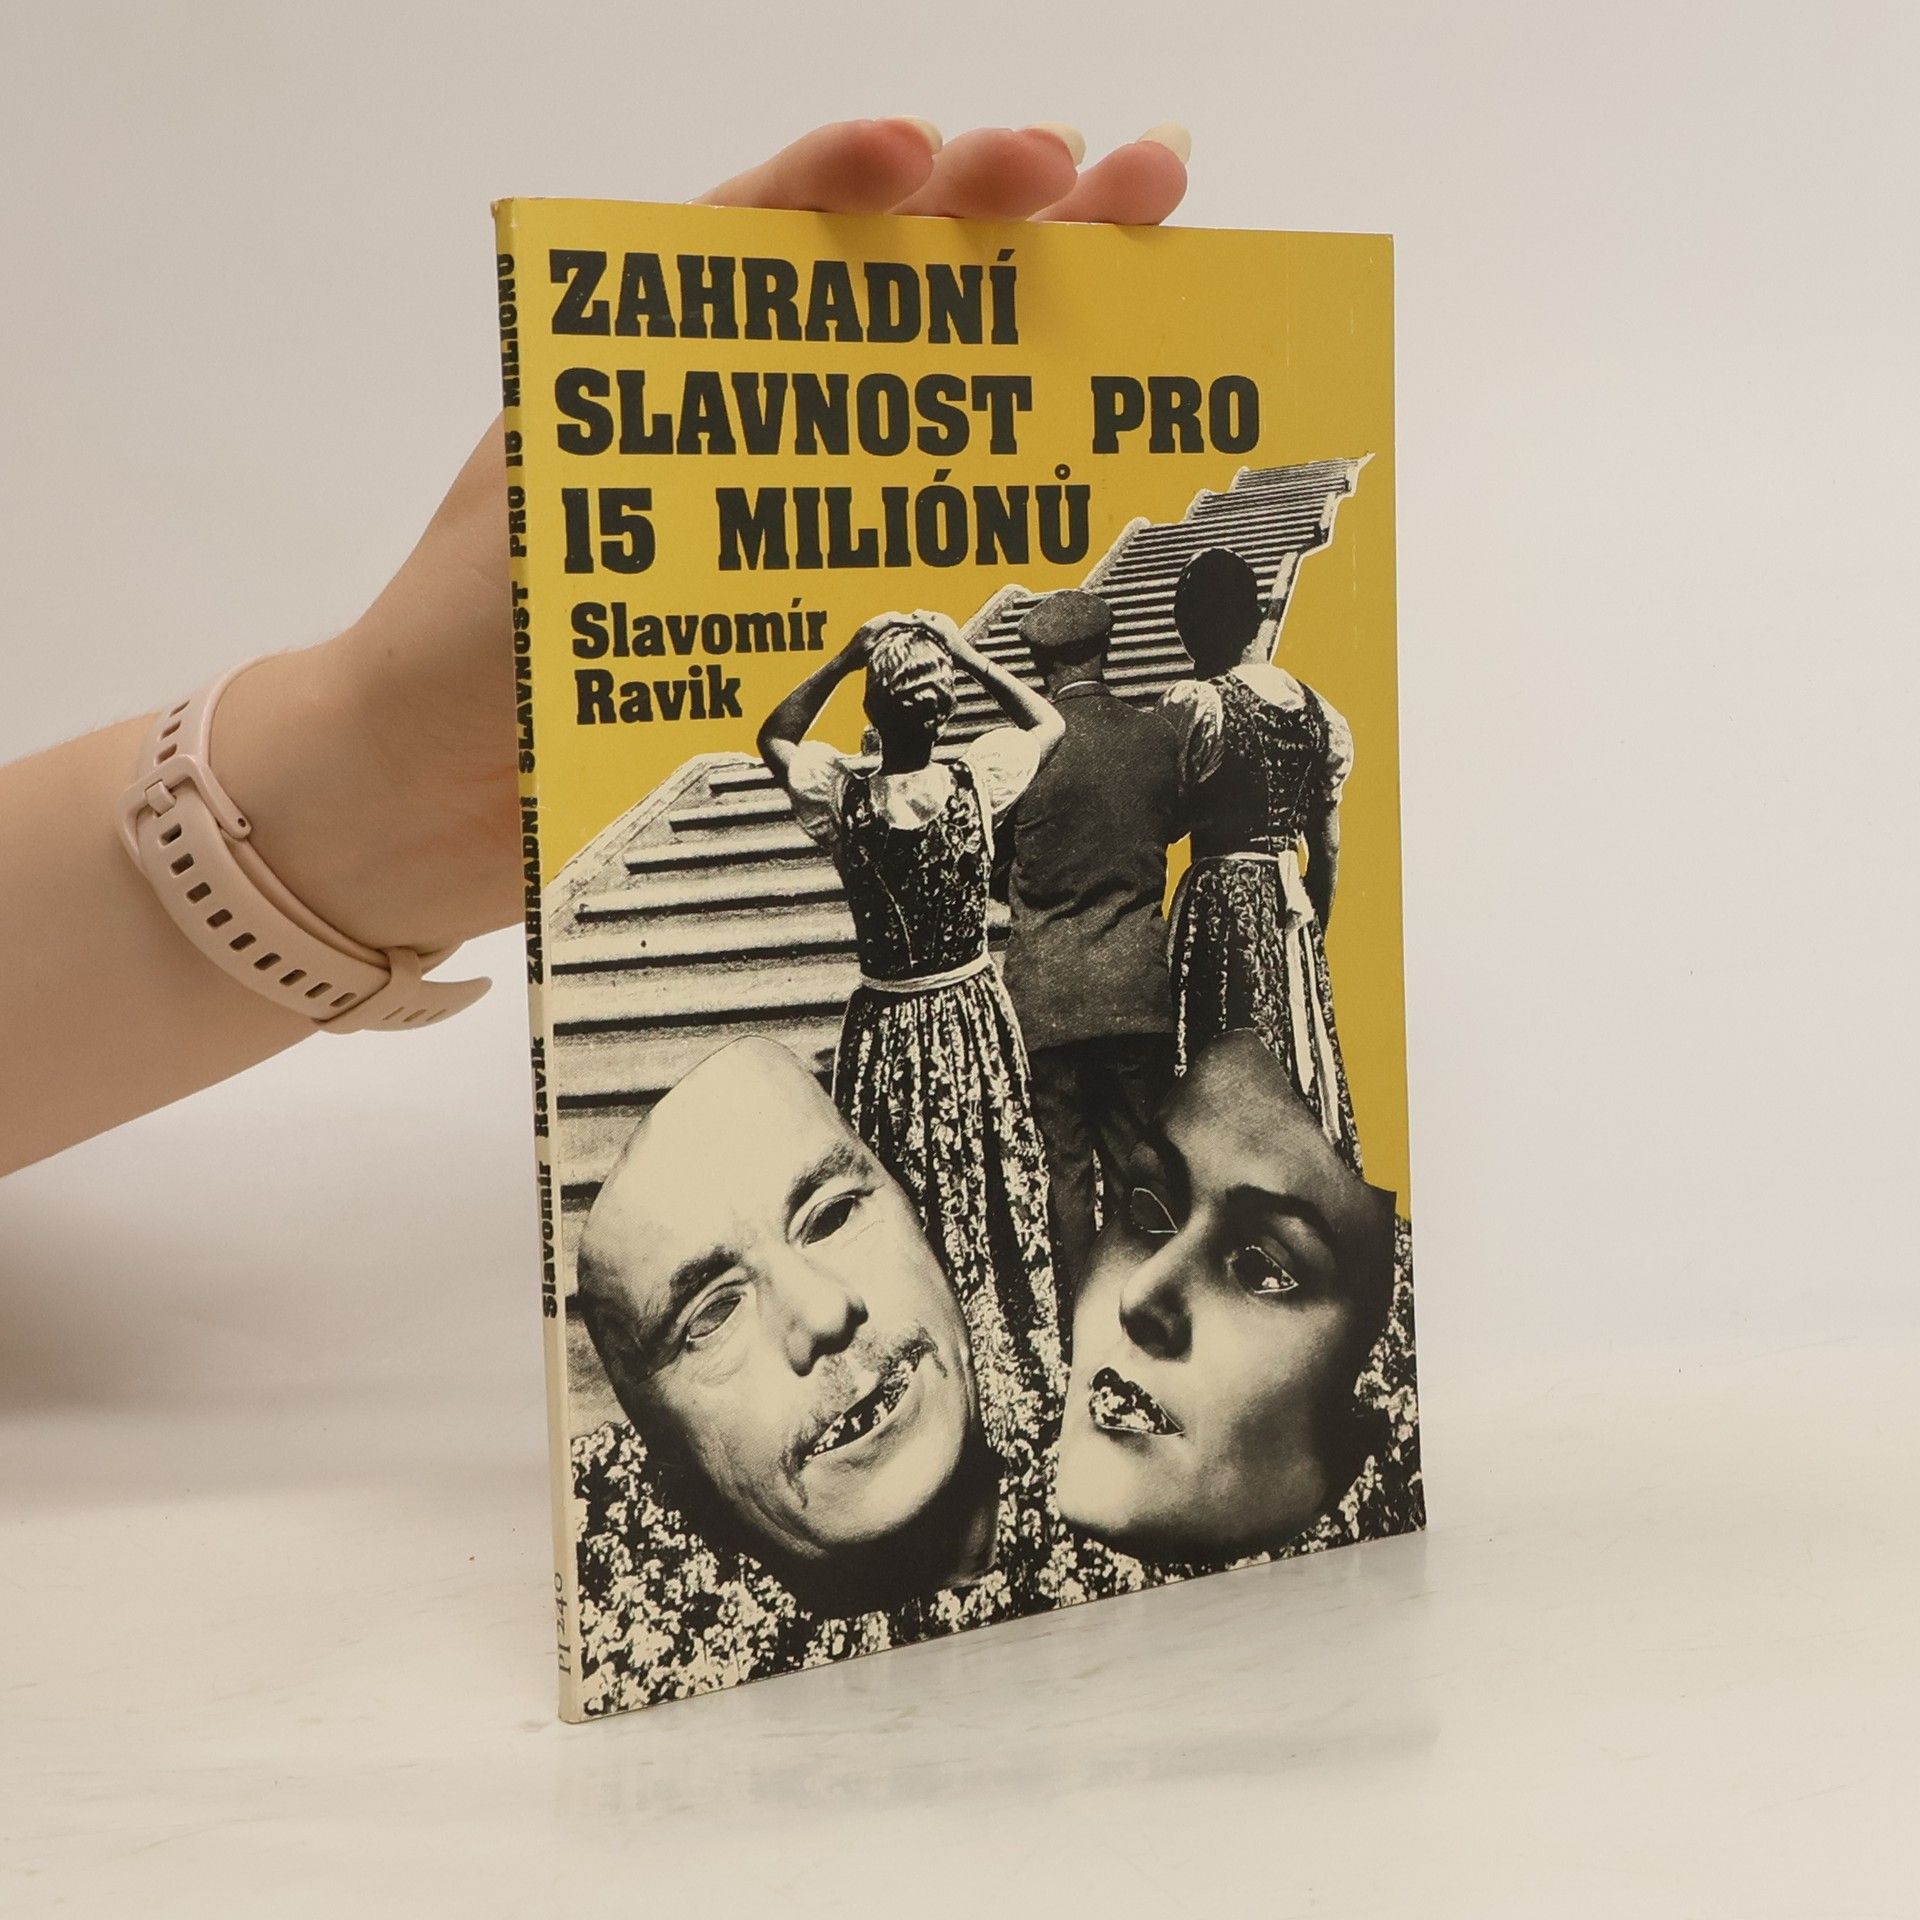 ZAHRADNÍ
SLAVNOST PRO
15 MILIÓNŮ
Slavomír
Ravik
Slavomír Ravik ZAHRADNÍ SLAVNOST PRO 15 MILIÓNŮ